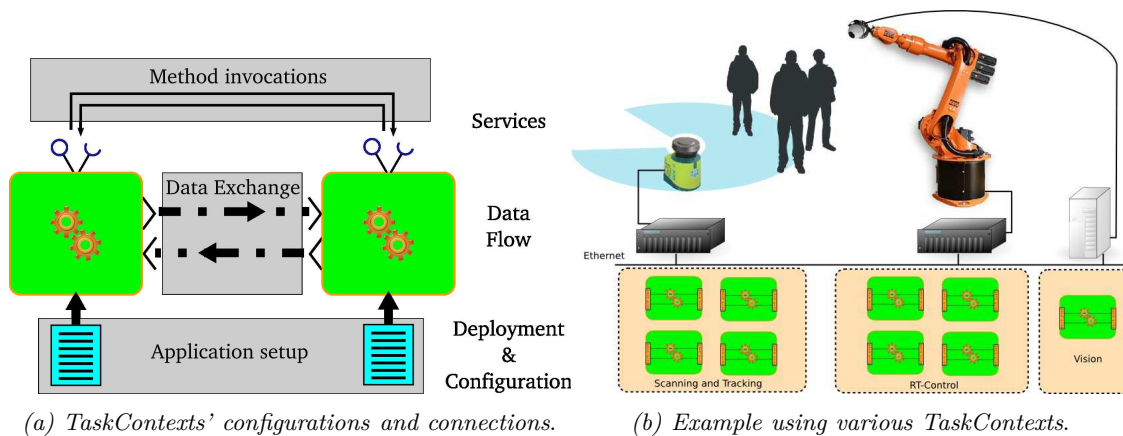 Method invocations
Services
Data Exchange
Data
Flow
Application setup
Deployment
&
Configuration
(a) TaskContexts' configurations and connections.
Ethernet
Scanning and Tracking
RT-Control
Vision
(b) Example using various TaskContexts.